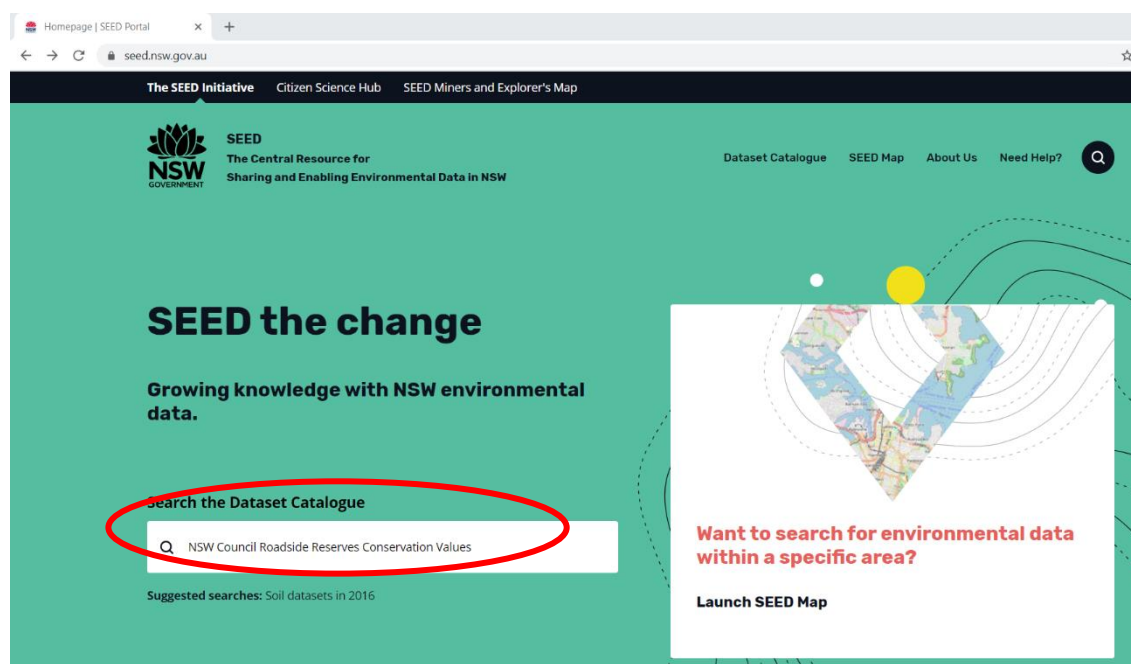 Homepage | SEED Portal
seed.nsw.gov.au
The SEED Initiative Citizen Science Hub SEED Miners and Explorer's Map
NSW
GOVERNMENT
SEED
The Central Resource for
Sharing and Enabling Environmental Data in NSW
Dataset Catalogue SEED Map About Us Need Help?
SEED the change
Growing knowledge with NSW environmental
data.
Search the Dataset Catalogue
NSW Council Roadside Reserves Conservation Values
Suggested searches: Soil datasets in 2016
Want to search for environmental data
within a specific area?
Launch SEED Map